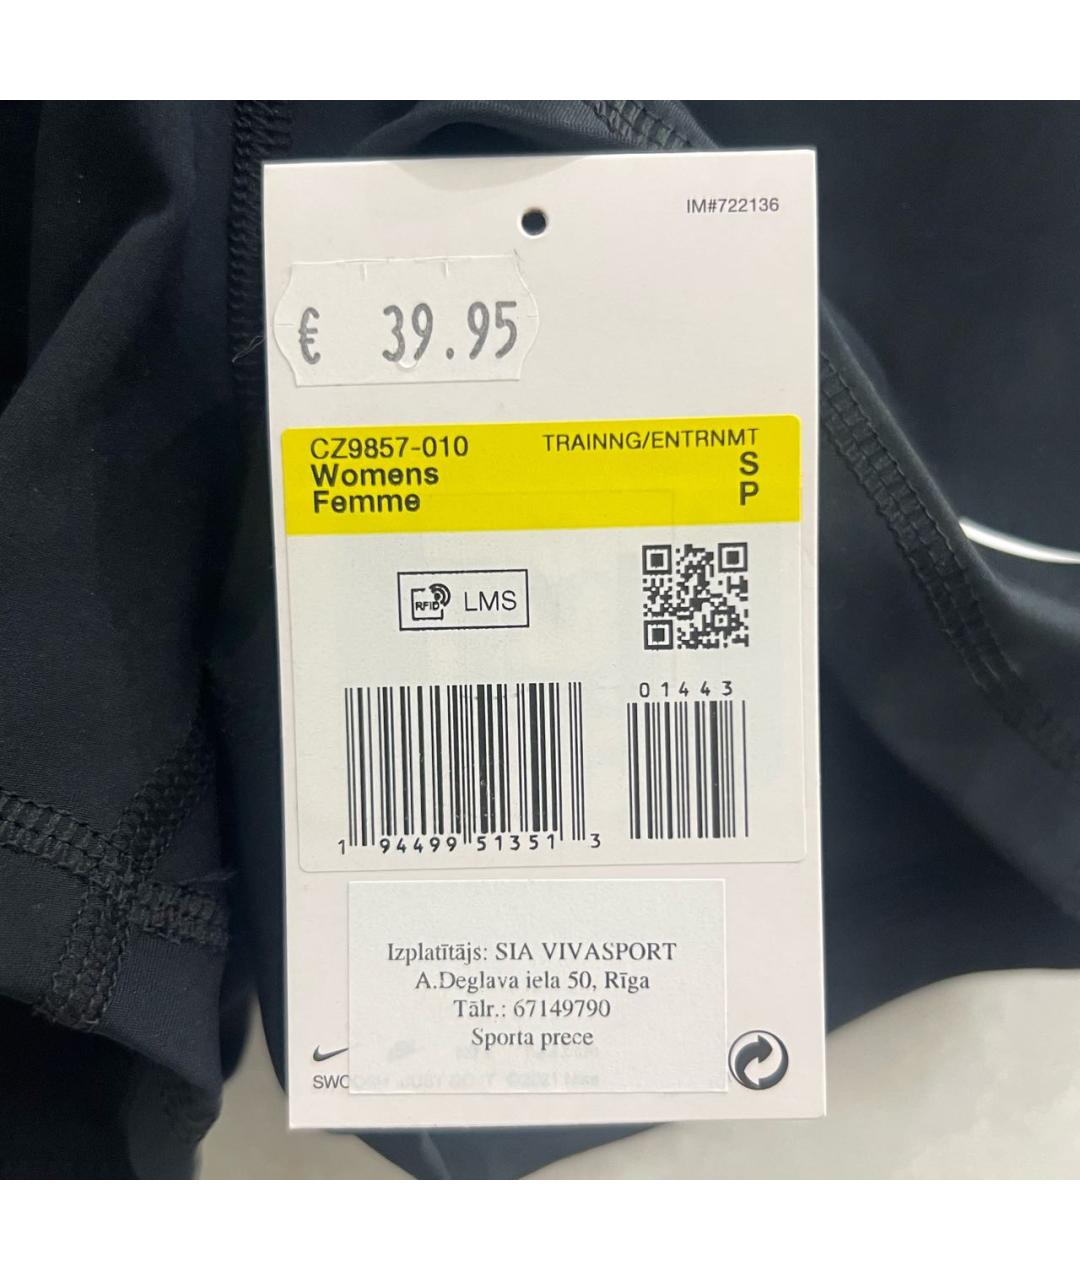 IM#722136
€ 39.95
CZ9857-010 TRAINNG/ENTRNMT
Womens S
Femme P
RFID LMS
01443
1 94499 51351 3
Izplatītājs: SIA VIVASPORT
A.Deglava iela 50, Rīga
Tālr.: 67149790
Sporta prece